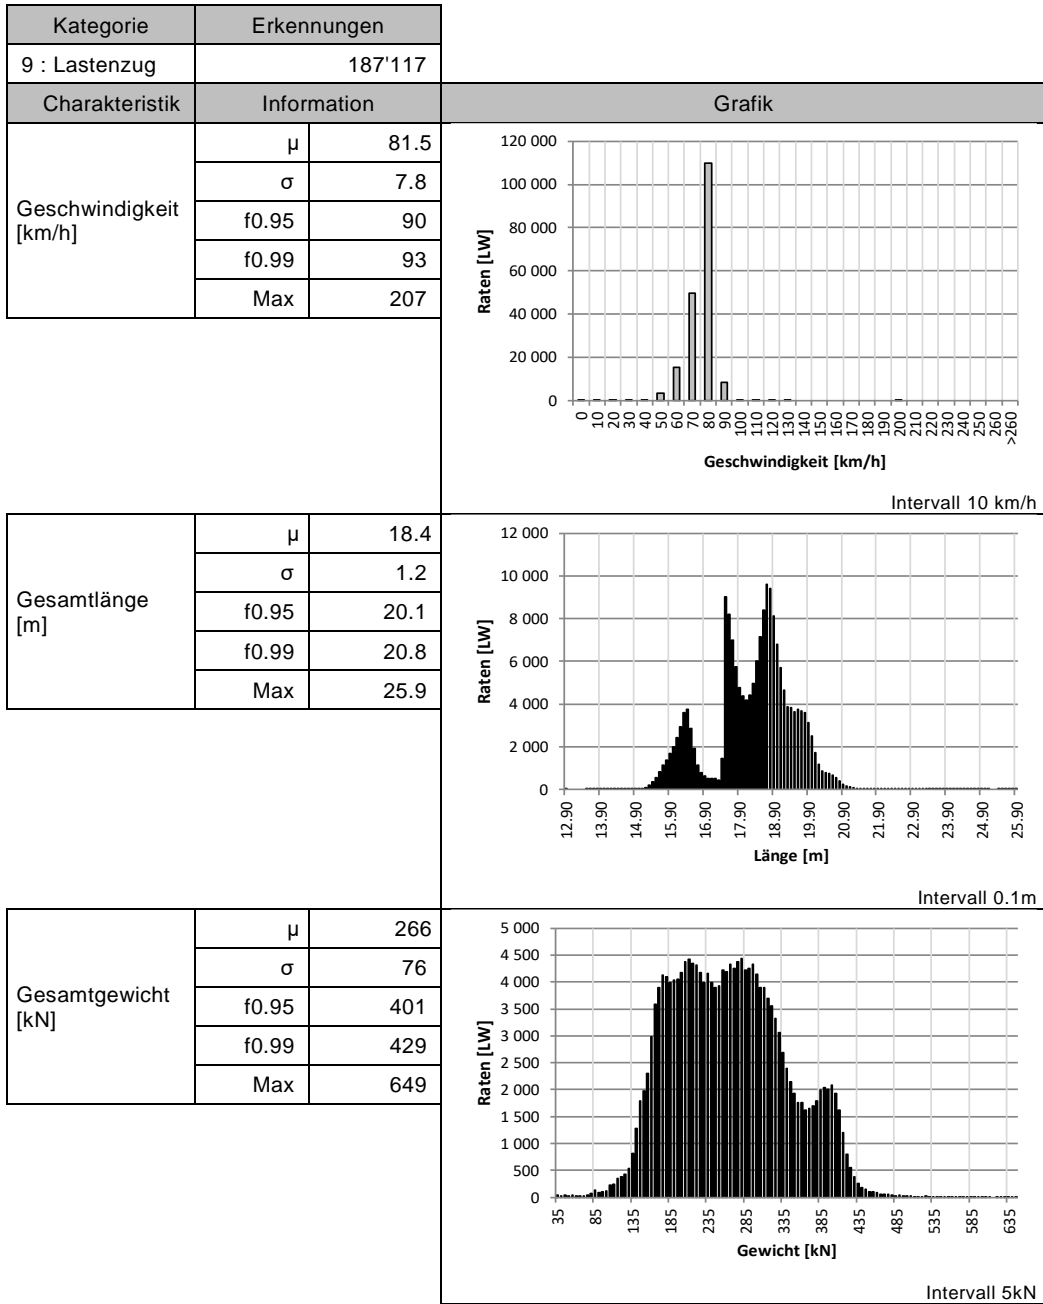 Kategorie Erkennungen
9 : Lastenzug 187'117
Charakteristik Information Grafik
Geschwindigkeit
[km/h]
μ 81.5
σ 7.8
f0.95 90
f0.99 93
Max 207
120 000
100 000
80 000
60 000
40 000
20 000
0
Raten [LW]
0 10 20 30 40 50 60 70 80 90 100 110 120 130 140 150 160 170 180 190 200 210 220 230 240 250 260 >260
Geschwindigkeit [km/h]
Intervall 10 km/h
Gesamtlänge
[m]
μ 18.4
σ 1.2
f0.95 20.1
f0.99 20.8
Max 25.9
12 000
10 000
8 000
6 000
4 000
2 000
0
Raten [LW]
12.90 13.90 14.90 15.90 16.90 17.90 18.90 19.90 20.90 21.90 22.90 23.90 24.90 25.90
Länge [m]
Intervall 0.1m
Gesamtgewicht
[kN]
μ 266
σ 76
f0.95 401
f0.99 429
Max 649
5 000
4 500
4 000
3 500
3 000
2 500
2 000
1 500
1 000
500
0
Raten [LW]
35 85 135 185 235 285 335 385 435 485 535 585 635
Gewicht [kN]
Intervall 5kN